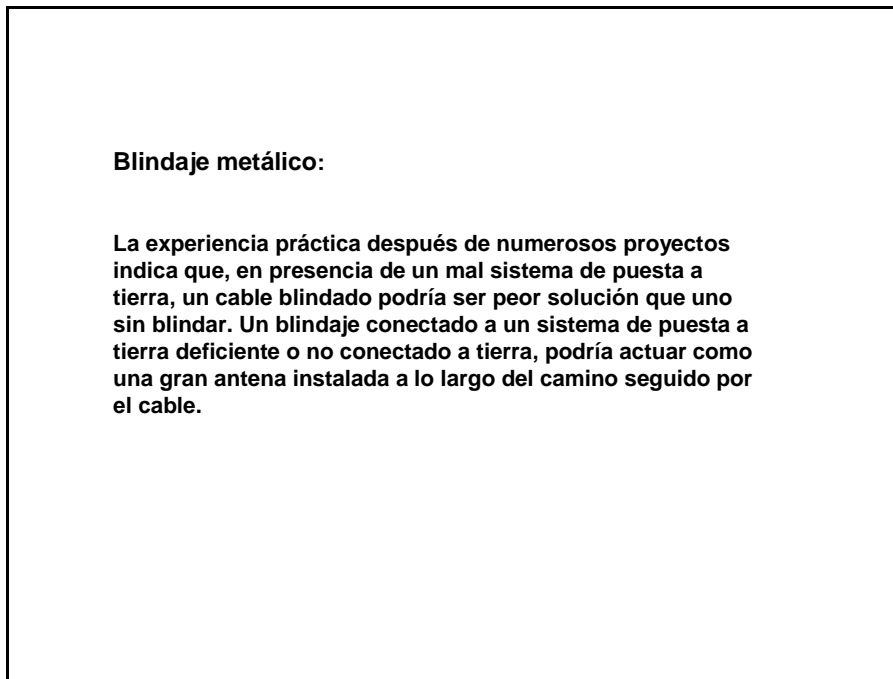 Blindaje metálico:
La experiencia práctica después de numerosos proyectos
indica que, en presencia de un mal sistema de puesta a
tierra, un cable blindado podría ser peor solución que uno
sin blindar. Un blindaje conectado a un sistema de puesta a
tierra deficiente o no conectado a tierra, podría actuar como
una gran antena instalada a lo largo del camino seguido por
el cable.